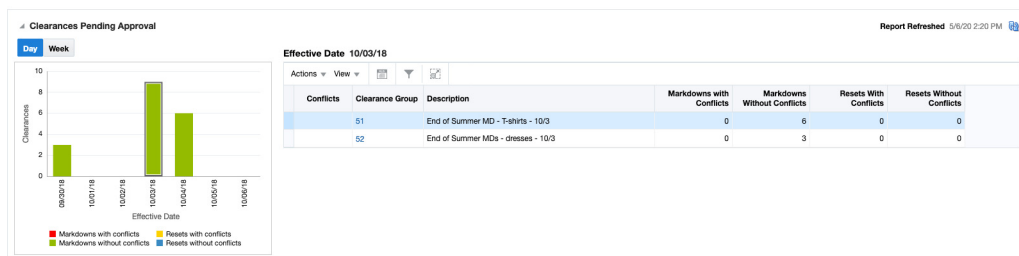 Clearances Pending Approval
Report Refreshed 5/6/20 2:20 PM
Day Week
Effective Date 10/03/18
Actions View
Conflicts Clearance Group Description Markdowns with Conflicts Markdowns Without Conflicts Resets With Conflicts Resets Without Conflicts
51 End of Summer MD - T-shirts - 10/3 0 6 0 0
52 End of Summer MDs - dresses - 10/3 0 3 0 0
Clearances
10
8
6
4
2
0
09/30/18 10/01/18 10/02/18 10/03/18 10/04/18 10/05/18 10/06/18
Effective Date
Markdowns with conflicts Resets with conflicts
Markdowns without conflicts Resets without conflicts